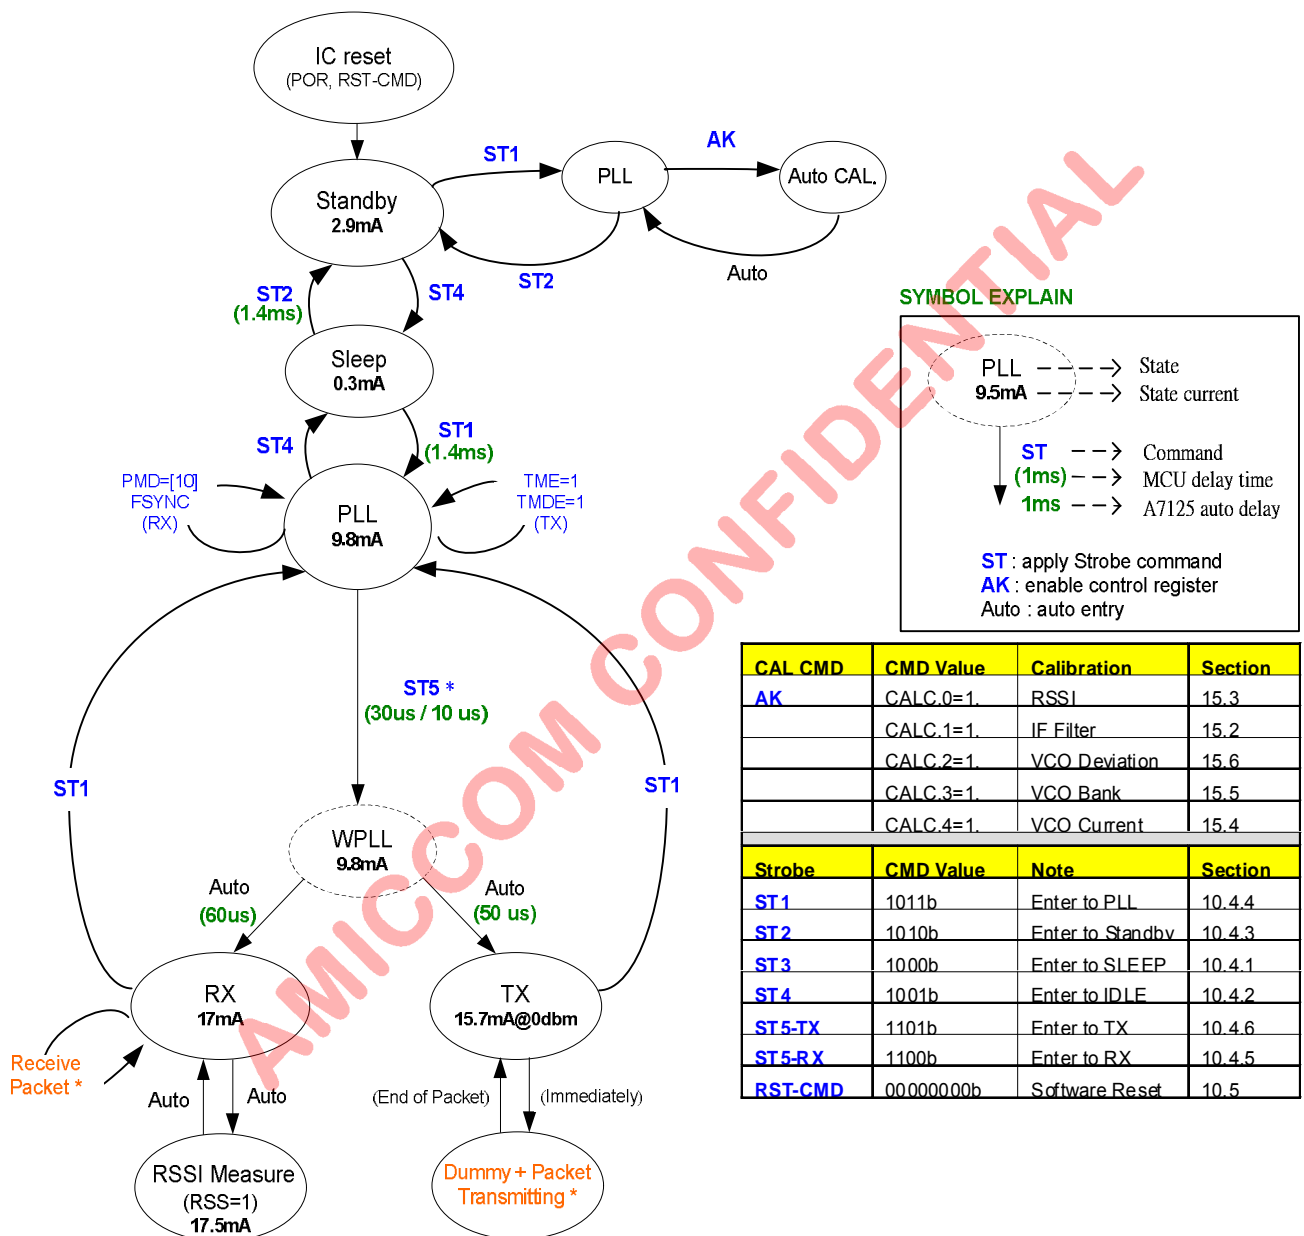 IC reset
(POR, RST-CMD)
ST1
AK
PLL
Auto CAL.
Standby
2.9mA
Auto
ST2
ST2
(1.4ms)
ST4
Sleep
0.3mA
ST4
ST1
(1.4ms)
PMD=[10]
FSYNC
(RX)
TME=1
TMDE=1
(TX)
PLL
9.8mA
ST5 *
(30us / 10 us)
ST1
ST1
WPLL
9.8mA
Auto
(60us)
Auto
(50 us)
RX
17mA
TX
15.7mA@0dbm
Receive
Packet *
Auto
Auto
(End of Packet)
(Immediately)
RSSI Measure
(RSS=1)
17.5mA
Dummy + Packet
Transmitting *
SYMBOL EXPLAIN
PLL
9.5mA
State
State current
ST
(1ms)
1ms
Command
MCU delay time
A7125 auto delay
ST : apply Strobe command
AK : enable control register
Auto : auto entry
CAL CMD CMD Value Calibration Section
AK CALC.0=1. RSSI 15.3
CALC.1=1. IF Filter 15.2
CALC.2=1. VCO Deviation 15.6
CALC.3=1. VCO Bank 15.5
CALC.4=1. VCO Current 15.4
Strobe CMD Value Note Section
ST1 1011b Enter to PLL 10.4.4
ST2 1010b Enter to Standby 10.4.3
ST3 1000b Enter to SLEEP 10.4.1
ST4 1001b Enter to IDLE 10.4.2
ST5-TX 1101b Enter to TX 10.4.6
ST5-RX 1100b Enter to RX 10.4.5
RST-CMD 00000000b Software Reset 10.5
AMICCOM CONFIDENTIAL